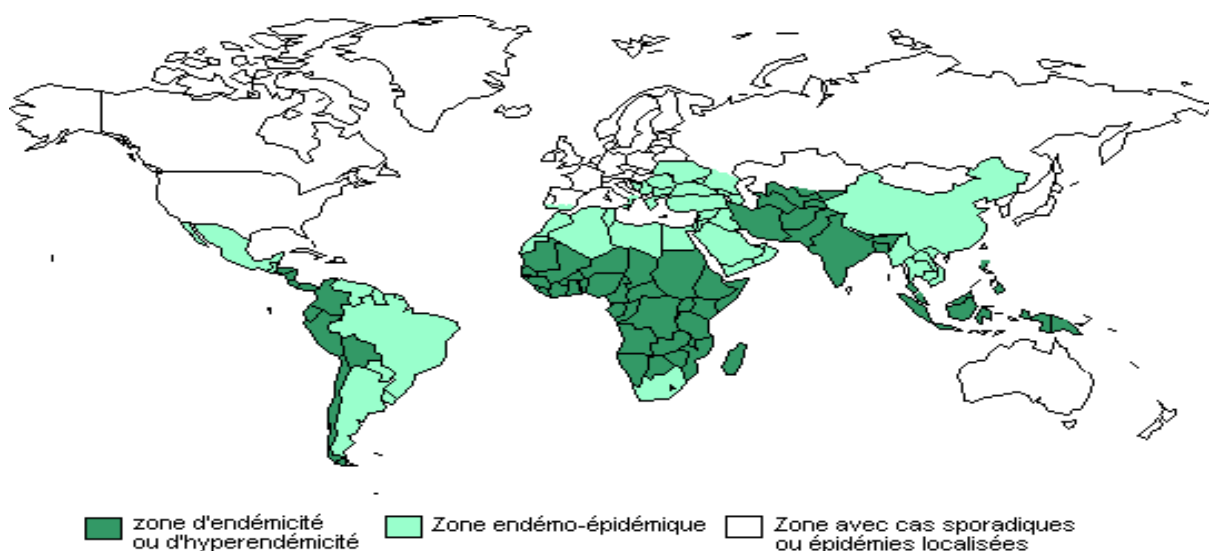 zone d'endémicité
ou d'hyperendémicité
Zone endémo-épidémique
Zone avec cas sporadiques
ou épidémies localisées